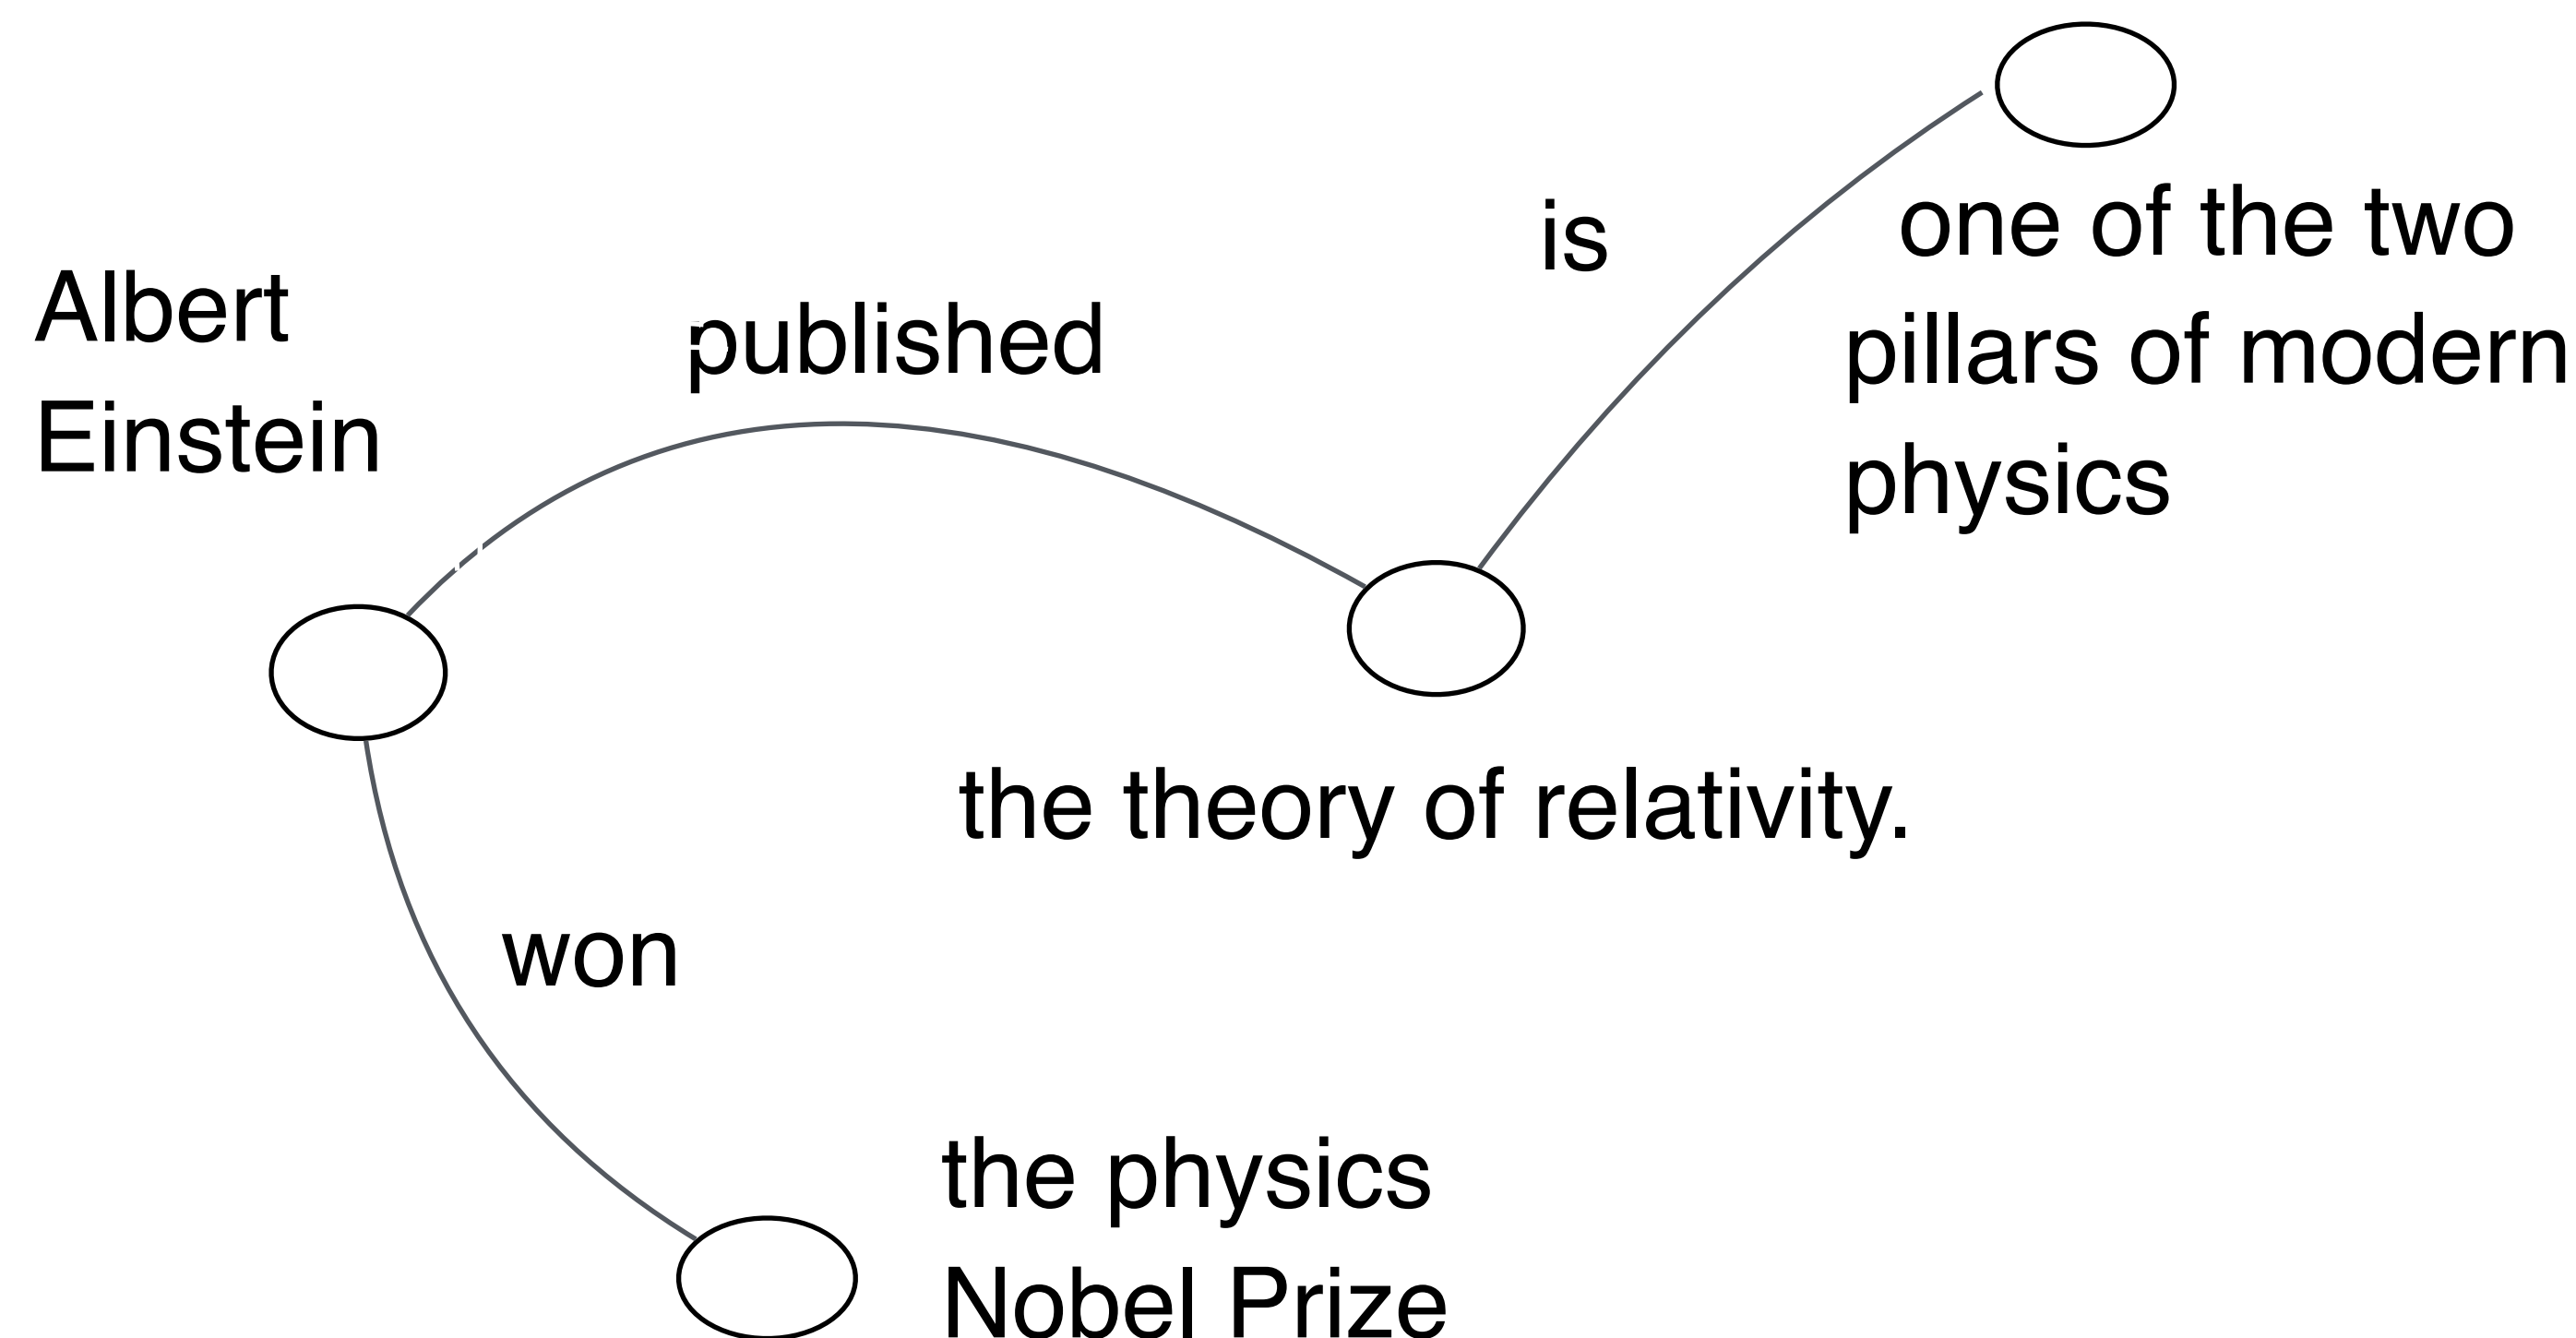 Albert
Einstein
published
is
one of the two
pillars of modern
physics
the theory of relativity.
won
the physics
Nobel Prize